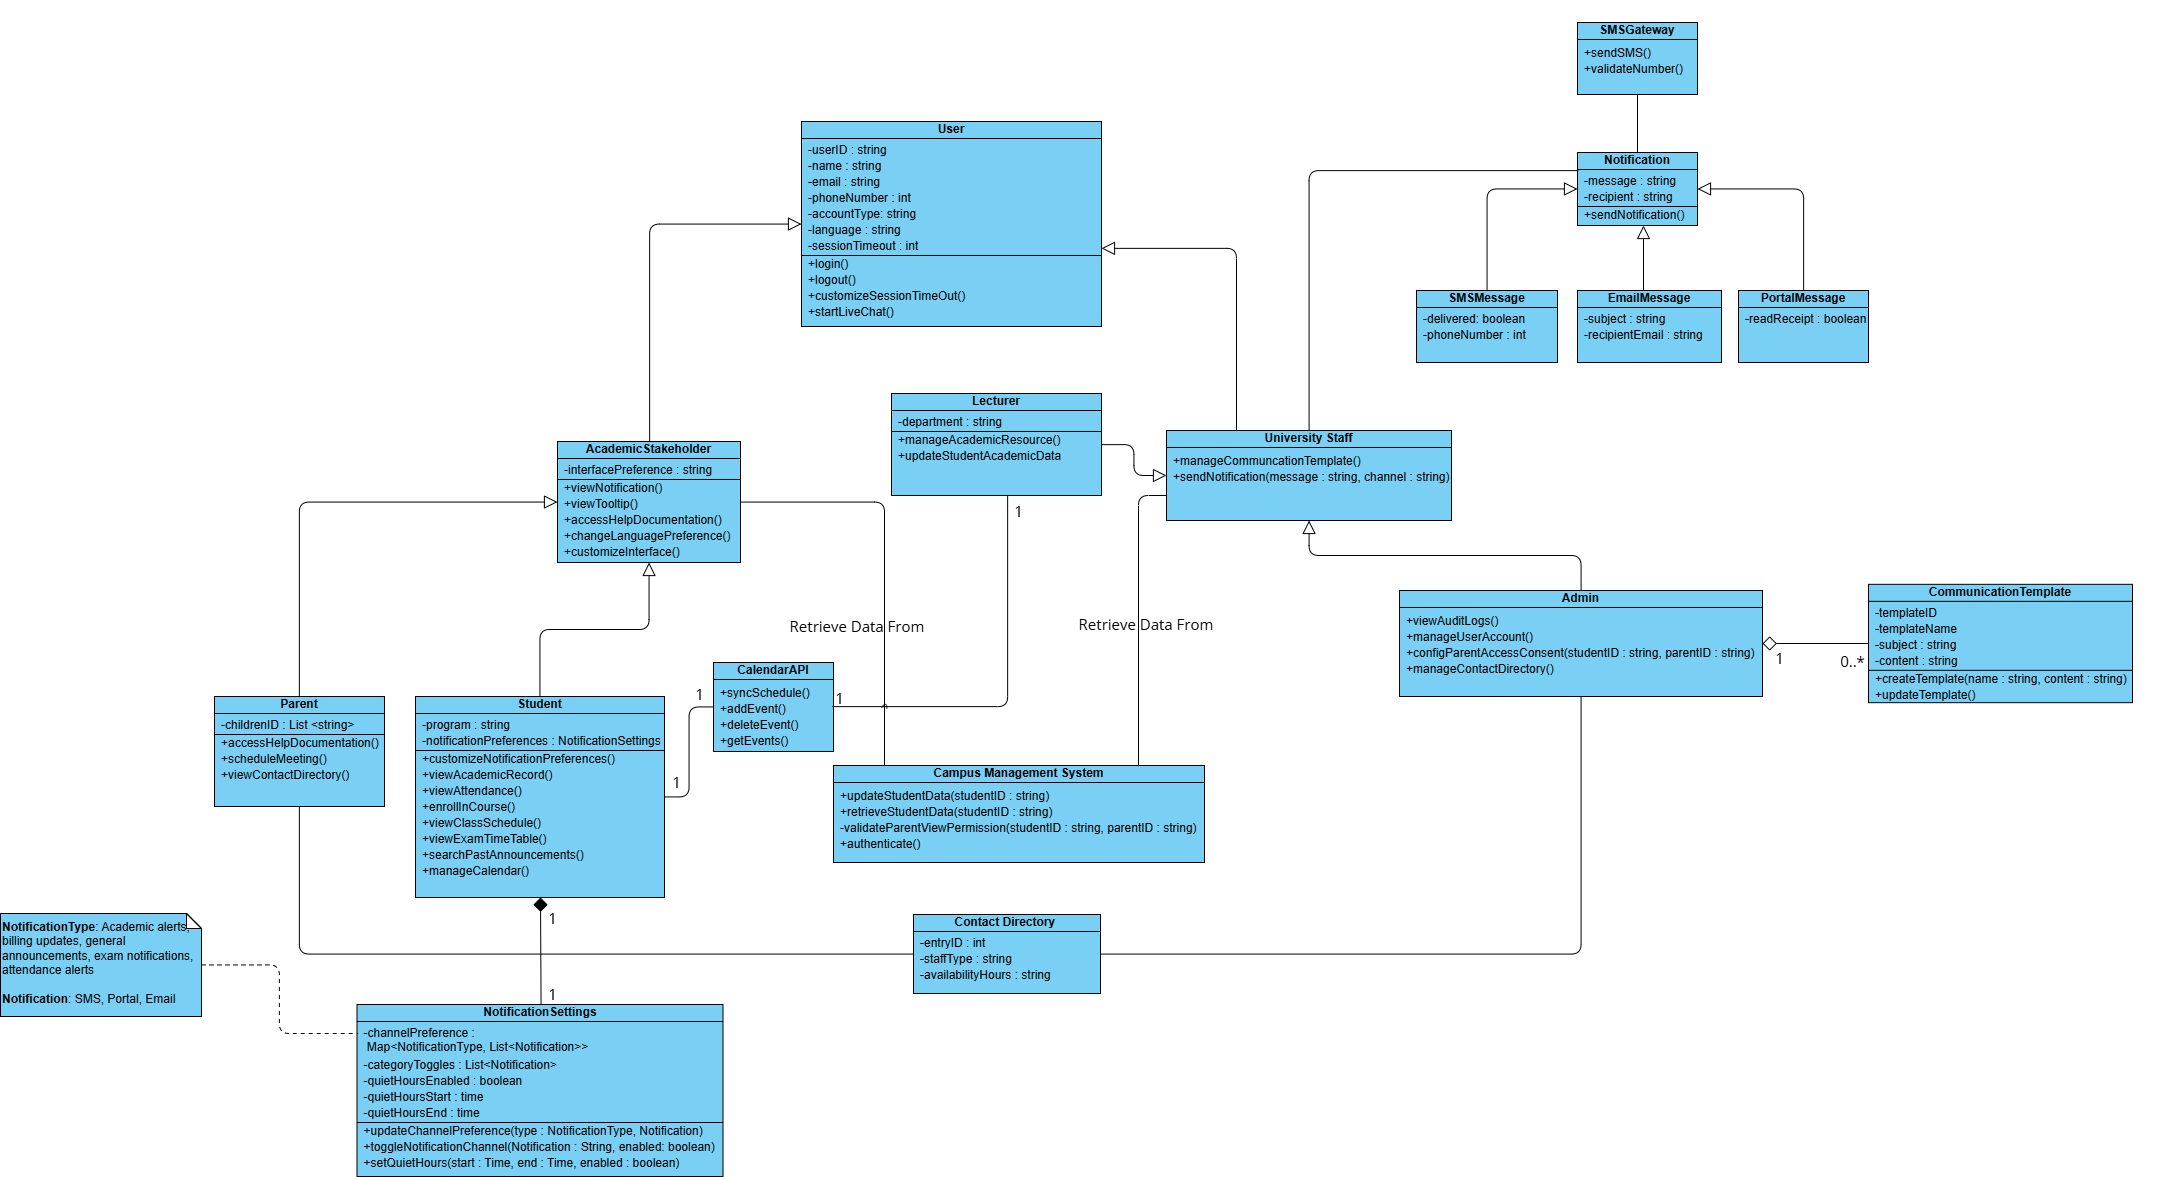 SMSGateway
+sendSMS()
+validateNumber()
User
-userID : string
-name : string
-email : string
-phoneNumber : int
-accountType: string
-language : string
-sessionTimeout : int
+login()
+logout()
+customizeSessionTimeOut()
+startLiveChat()
Notification
-message : string
-recipient : string
+sendNotification()
SMSMessage
-delivered: boolean
-phoneNumber : int
EmailMessage
-subject : string
-recipientEmail : string
PortalMessage
-readReceipt : boolean
Lecturer
-department : string
+manageAcademicResource()
+updateStudentAcademicData
1
University Staff
+manageCommuncationTemplate()
+sendNotification(message : string, channel : string)
AcademicStakeholder
-interfacePreference : string
+viewNotification()
+viewTooltip()
+accessHelpDocumentation()
+changeLanguagePreference()
+customizeInterface()
Retrieve Data From
Retrieve Data From
Admin
+viewAuditLogs()
+manageUserAccount()
+configParentAccessConsent(studentID : string, parentID : string)
+manageContactDirectory()
1
0..*
CommunicationTemplate
-templateID
-templateName
-subject : string
-content : string
+createTemplate(name : string, content : string)
+updateTemplate()
CalendarAPI
+syncSchedule()
+addEvent()
+deleteEvent()
+getEvents()
1
1
1
Parent
-childrenID : List <string>
+accessHelpDocumentation()
+scheduleMeeting()
+viewContactDirectory()
Student
-program : string
-notificationPreferences : NotificationSettings
+customizeNotificationPreferences()
+viewAcademicRecord()
+viewAttendance()
+enrollInCourse()
+viewClassSchedule()
+viewExamTimeTable()
+searchPastAnnouncements()
+manageCalendar()
Campus Management System
+updateStudentData(studentID : string)
+retrieveStudentData(studentID : string)
-validateParentViewPermission(studentID : string, parentID : string)
+authenticate()
1
1
Contact Directory
-entryID : int
-staffType : string
-availabilityHours : string
NotificationType: Academic alerts,
billing updates, general
announcements, exam notifications,
attendance alerts
Notification: SMS, Portal, Email
NotificationSettings
-channelPreference :
Map<NotificationType, List<Notification>>
-categoryToggles : List<Notification>
-quietHoursEnabled : boolean
-quietHoursStart : time
-quietHoursEnd : time
+updateChannelPreference(type : NotificationType, Notification)
+toggleNotificationChannel(Notification : String, enabled: boolean)
+setQuietHours(start : Time, end : Time, enabled : boolean)